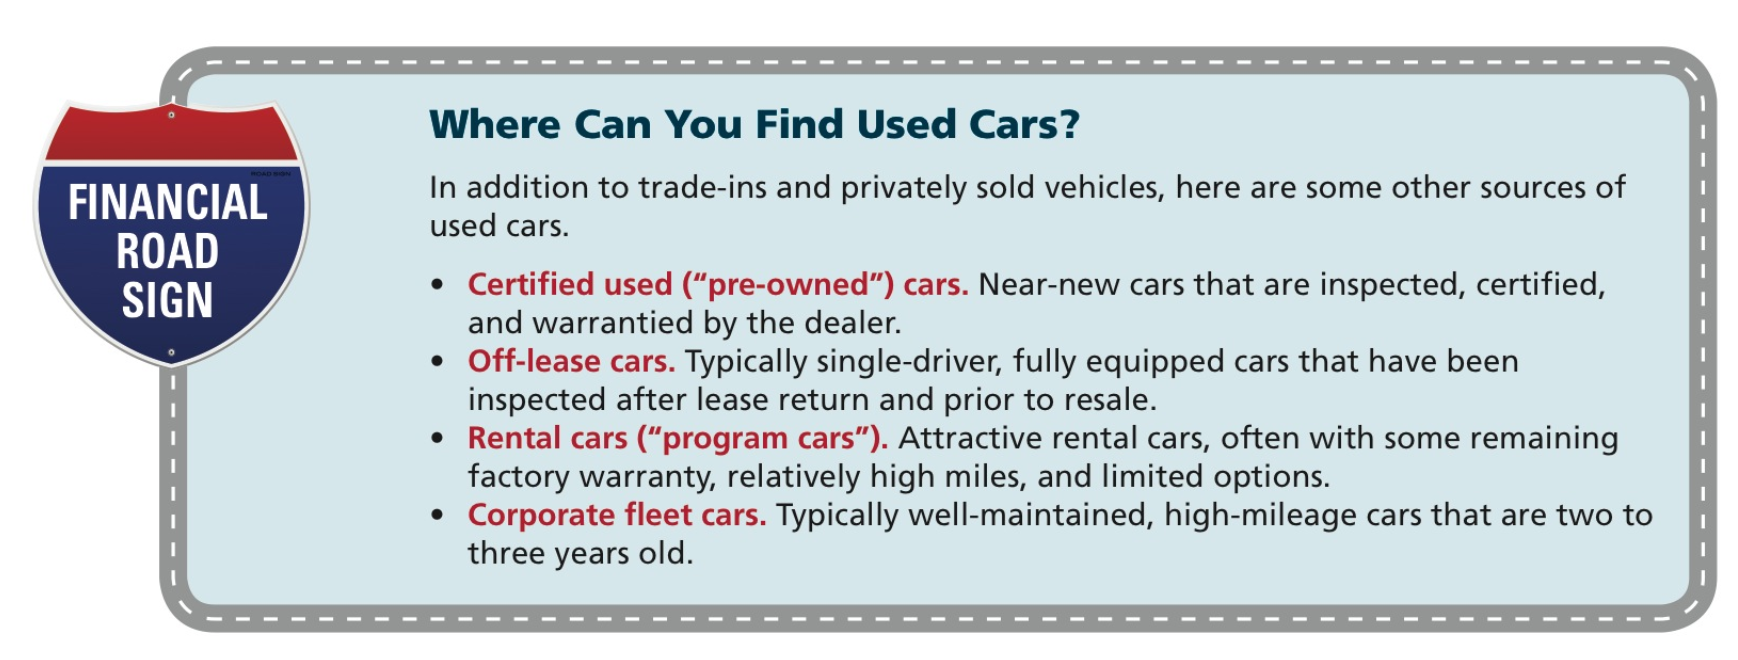 FINANCIAL
ROAD
SIGN
ROAD SIGN
Where Can You Find Used Cars?
In addition to trade-ins and privately sold vehicles, here are some other sources of
used cars.
• Certified used (“pre-owned”) cars. Near-new cars that are inspected, certified,
and warrantied by the dealer.
• Off-lease cars. Typically single-driver, fully equipped cars that have been
inspected after lease return and prior to resale.
• Rental cars (“program cars”). Attractive rental cars, often with some remaining
factory warranty, relatively high miles, and limited options.
• Corporate fleet cars. Typically well-maintained, high-mileage cars that are two to
three years old.